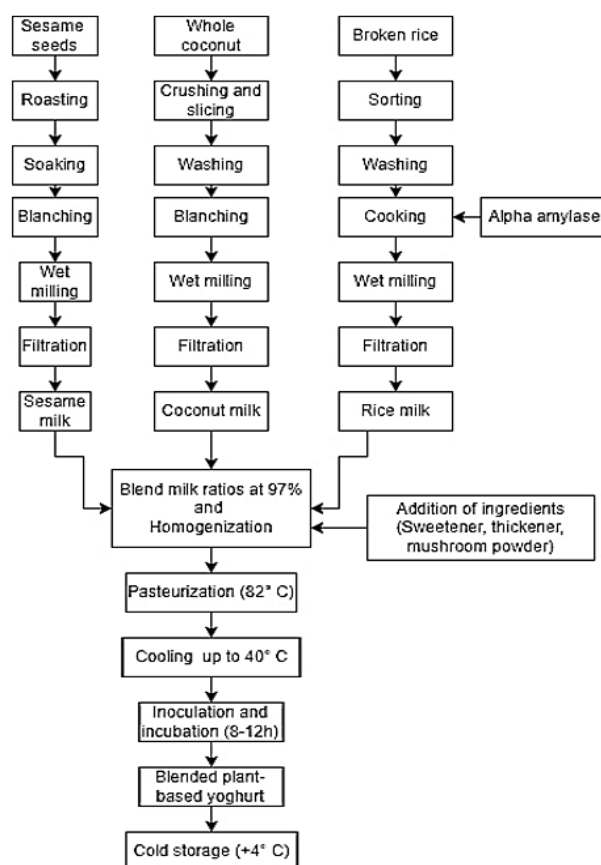 Sesame
seeds
Whole
coconut
Broken rice
Roasting
Crushing and
slicing
Sorting
Soaking
Washing
Washing
Blanching
Blanching
Cooking
Alpha amylase
Wet
milling
Wet milling
Wet milling
Filtration
Filtration
Filtration
Sesame
milk
Coconut milk
Rice milk
Blend milk ratios at 97%
and
Homogenization
Addition of ingredients
(Sweetener, thickener,
mushroom powder)
Pasteurization (82° C)
Cooling up to 40° C
Inoculation and
incubation (8-12h)
Blended plant-
based yoghurt
Cold storage (+4° C)